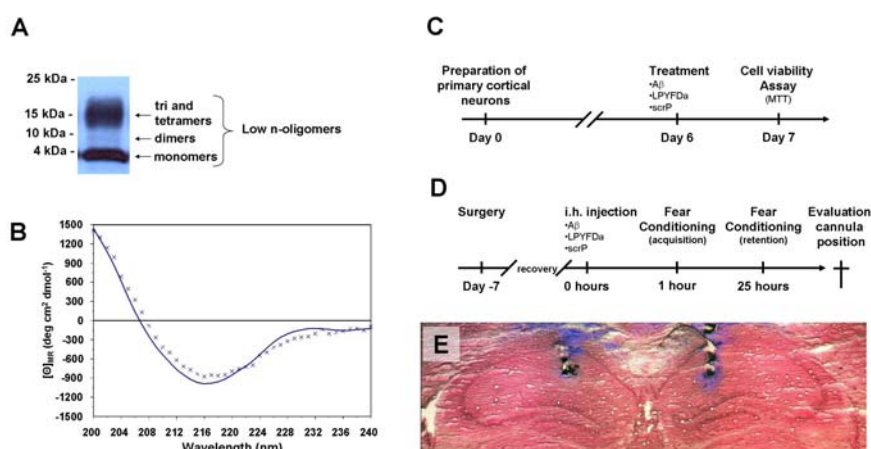 A
25 kDa -
15 kDa -
10 kDa -
4 kDa -
tri and
tetramers
dimers
monomers
Low n-oligomers
B
[Θ]MR (deg cm2 dmol-1)
1500
1200
900
600
300
0
-300
-600
-900
-1200
-1500
200 204 208 212 216 220 224 228 232 236 240
Wavelength (nm)
C
Preparation of
primary cortical
neurons
Treatment
•Aβ
•LPYFDa
•scrP
Cell viability
Assay
(MTT)
Day 0
Day 6
Day 7
D
Surgery
i.h. injection
•Aβ
•LPYFDa
•scrP
Fear
Conditioning
(acquisition)
Fear
Conditioning
(retention)
Evaluation
cannula
position
recovery
Day -7
0 hours
1 hour
25 hours
E